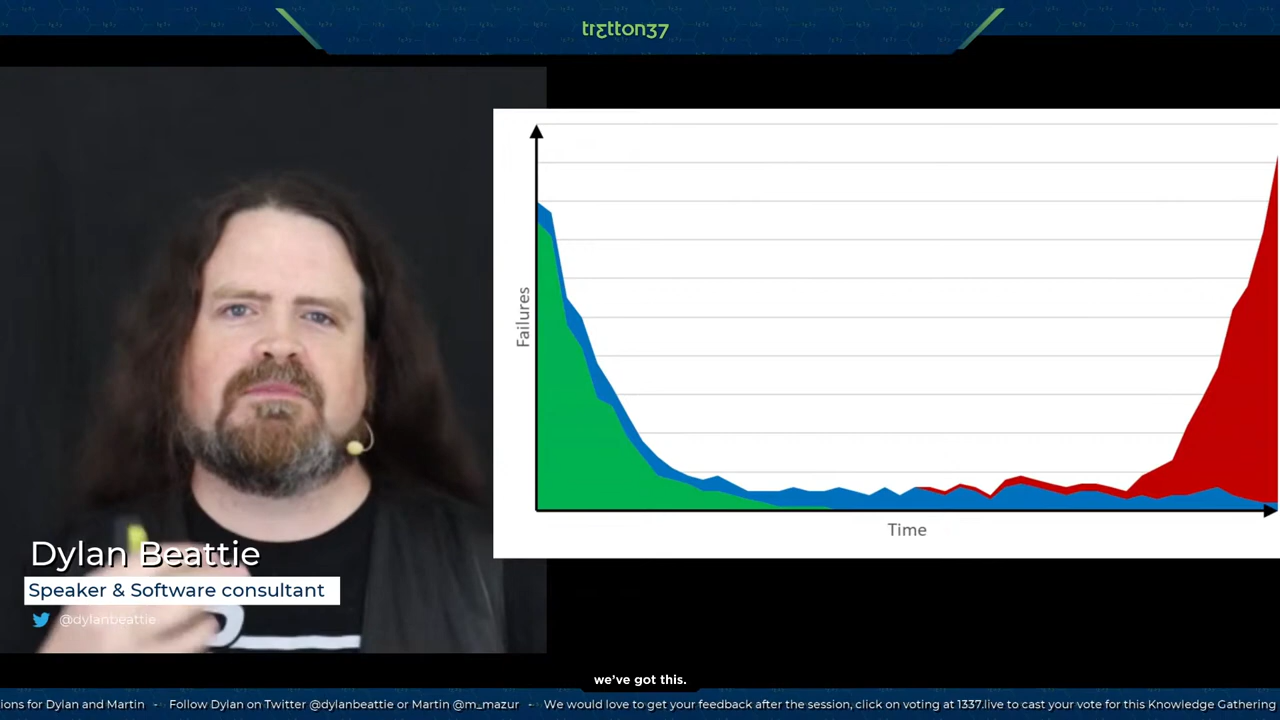 trɛtton37
Failures
Time
Dylan Beattie
Speaker & Software consultant
@dylanbeattie
we've got this.
ions for Dylan and Martin - Follow Dylan on Twitter @dylanbeattie or Martin @m_mazur - We would love to get your feedback after the session, click on voting at 1337.live to cast your vote for this Knowledge Gathering